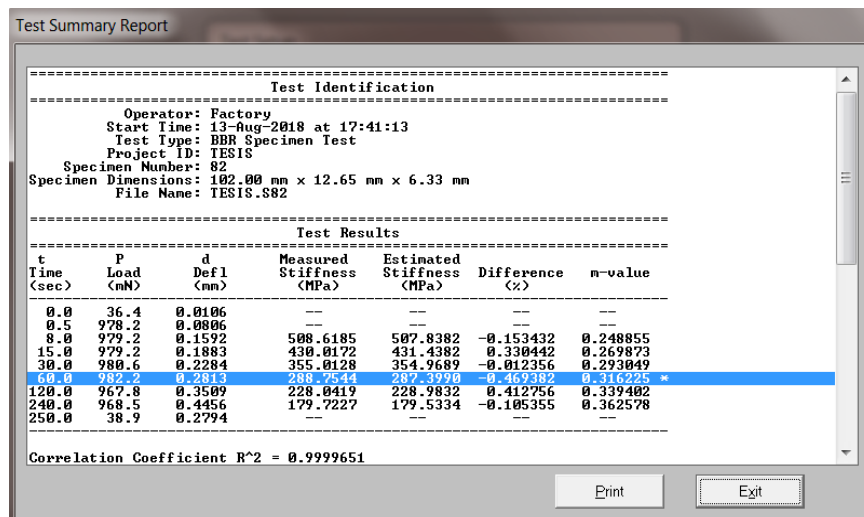 Test Summary Report
Test Identification
Operator: Factory
Start Time: 13-Aug-2018 at 17:41:13
Test Type: BBR Specimen Test
Project ID: TESIS
Specimen Number: 82
Specimen Dimensions: 102.00 mm x 12.65 mm x 6.33 mm
File Name: TESIS.S82
Test Results
t P d Measured Estimated
Time Load Defl Stiffness Stiffness Difference m-value
(sec) (mN) (mm) (MPa) (MPa) (%)
0.0 36.4 0.0106 -- -- -- --
0.5 978.2 0.0806 -- -- -- --
8.0 979.2 0.1592 508.6185 507.8382 -0.153432 0.248855
15.0 979.2 0.1883 430.0172 431.4382 0.330442 0.269873
30.0 980.6 0.2284 355.0128 354.9689 -0.012356 0.293049
60.0 982.2 0.2813 288.7544 287.3990 -0.469382 0.316225 *
120.0 967.8 0.3509 228.0419 228.9832 0.412756 0.339402
240.0 968.5 0.4456 179.7227 179.5334 -0.105355 0.362578
250.0 38.9 0.2794 -- -- -- --
Correlation Coefficient R^2 = 0.9999651
Print Exit